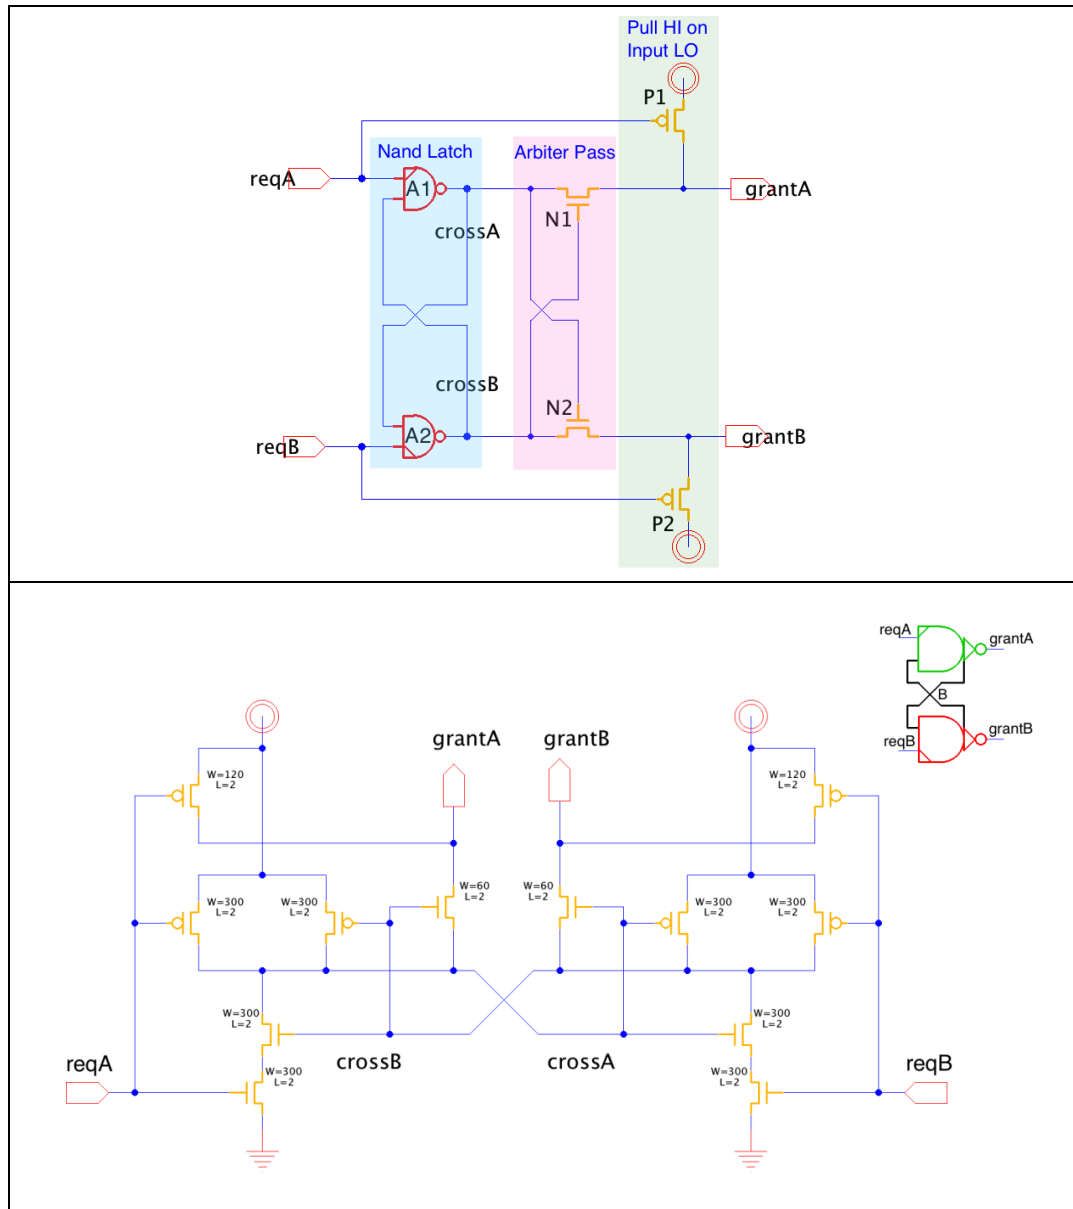 Pull HI on
Input LO
P1
Nand Latch
Arbiter Pass
reqA
A1
grantA
N1
crossA
crossB
N2
reqB
A2
grantB
P2
reqA
grantA
B
reqB
grantB
grantA
grantB
W=120
L=2
W=120
L=2
W=60
L=2
W=60
L=2
W=300
L=2
W=300
L=2
W=300
L=2
W=300
L=2
W=300
L=2
W=300
L=2
reqA
crossB
crossA
reqB
W=300
L=2
W=300
L=2